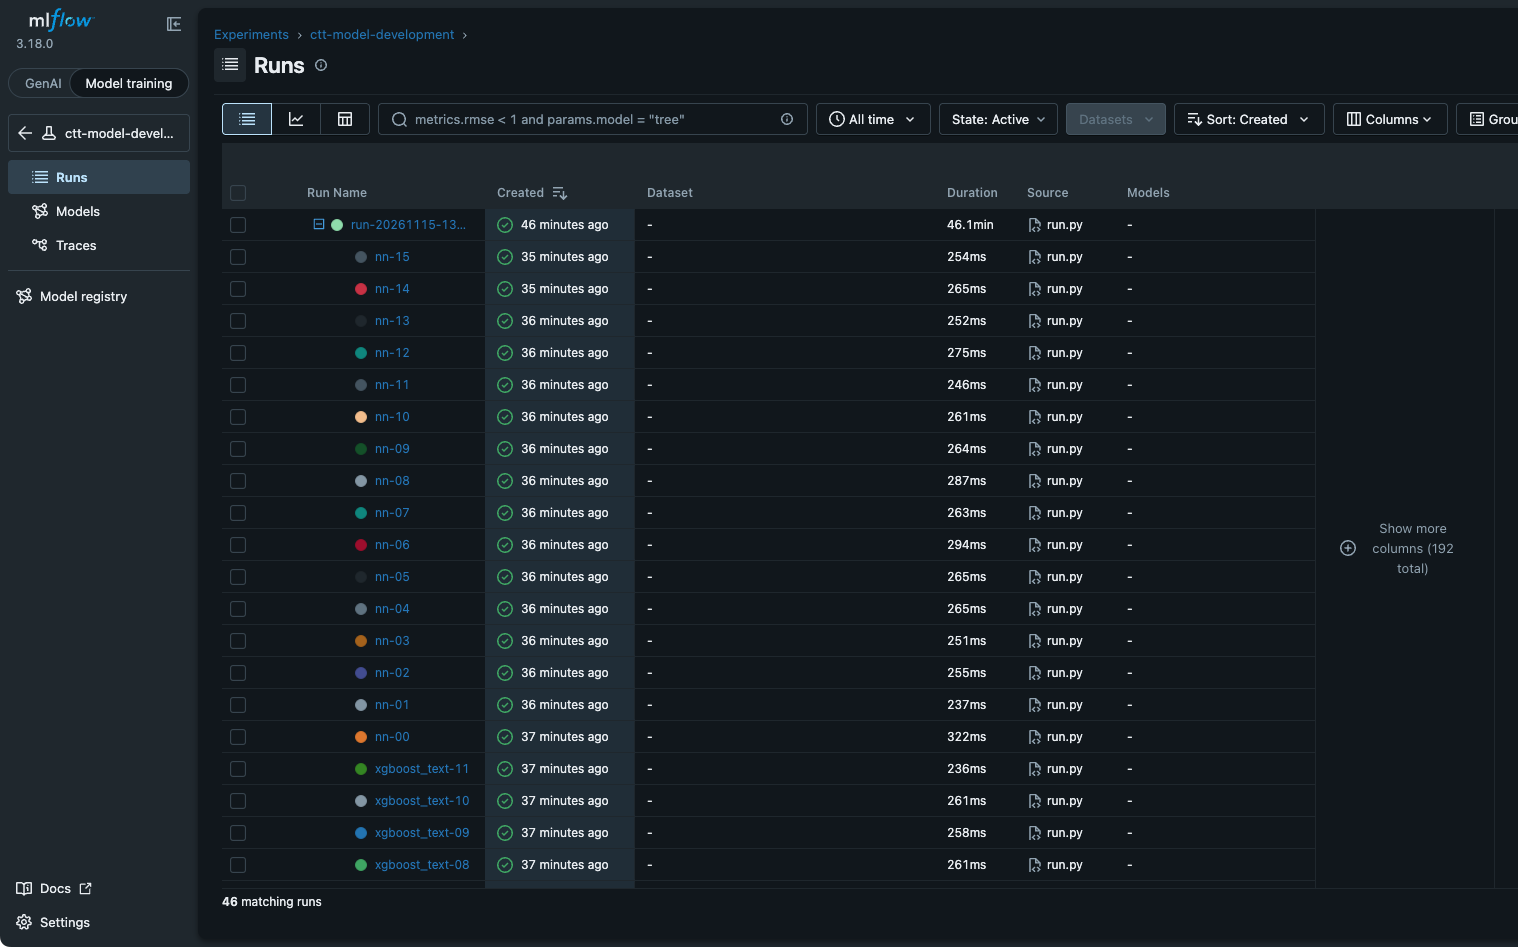 mlflow
3.18.0
GenAI Model training
ctt-model-devel...
Runs
Models
Traces
Model registry
Docs
Settings
Experiments › ctt-model-development ›
Runs
metrics.rmse < 1 and params.model = "tree"
All time
State: Active
Datasets
Sort: Created
Columns
Grou
Run Name Created Dataset Duration Source Models
run-20261115-13... 46 minutes ago - 46.1min run.py -
nn-15 35 minutes ago - 254ms run.py -
nn-14 35 minutes ago - 265ms run.py -
nn-13 36 minutes ago - 252ms run.py -
nn-12 36 minutes ago - 275ms run.py -
nn-11 36 minutes ago - 246ms run.py -
nn-10 36 minutes ago - 261ms run.py -
nn-09 36 minutes ago - 264ms run.py -
nn-08 36 minutes ago - 287ms run.py -
nn-07 36 minutes ago - 263ms run.py -
nn-06 36 minutes ago - 294ms run.py -
nn-05 36 minutes ago - 265ms run.py -
nn-04 36 minutes ago - 265ms run.py -
nn-03 36 minutes ago - 251ms run.py -
nn-02 36 minutes ago - 255ms run.py -
nn-01 36 minutes ago - 237ms run.py -
nn-00 37 minutes ago - 322ms run.py -
xgboost_text-11 37 minutes ago - 236ms run.py -
xgboost_text-10 37 minutes ago - 261ms run.py -
xgboost_text-09 37 minutes ago - 258ms run.py -
xgboost_text-08 37 minutes ago - 261ms run.py -
Show more
columns (192
total)
46 matching runs